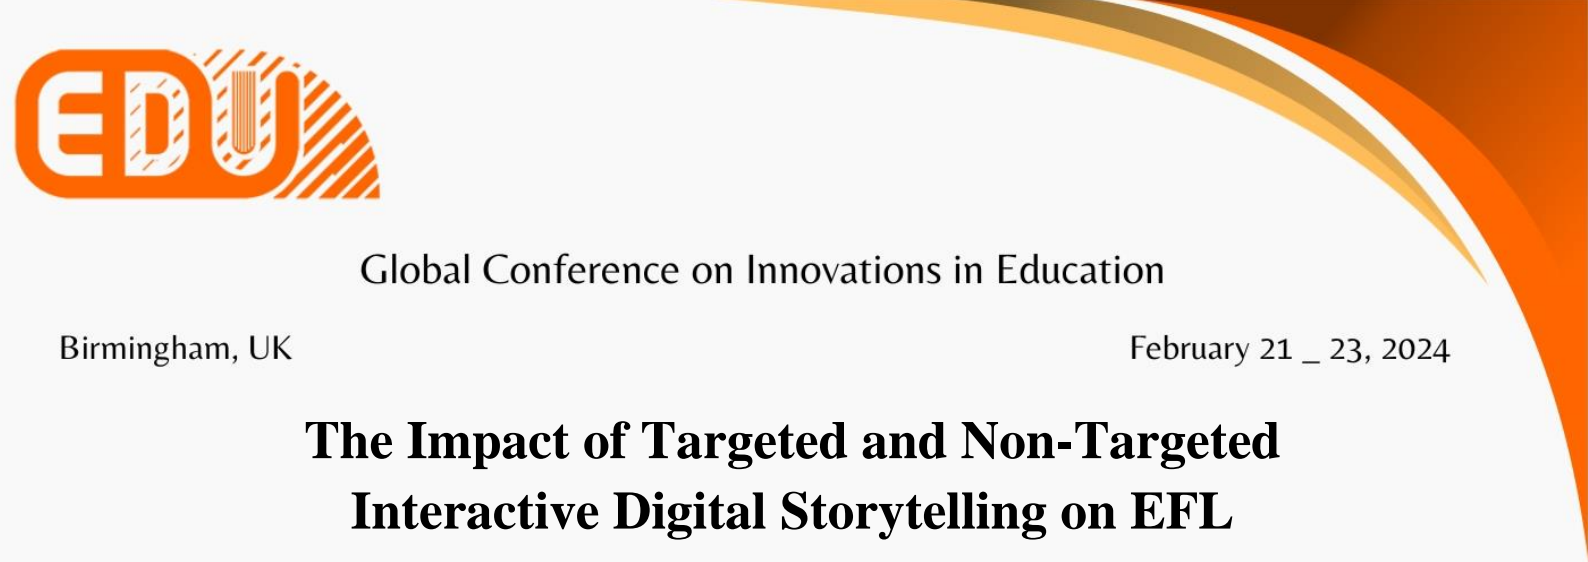 EDU
Global Conference on Innovations in Education
Birmingham, UK
February 21 _ 23, 2024
The Impact of Targeted and Non-Targeted
Interactive Digital Storytelling on EFL